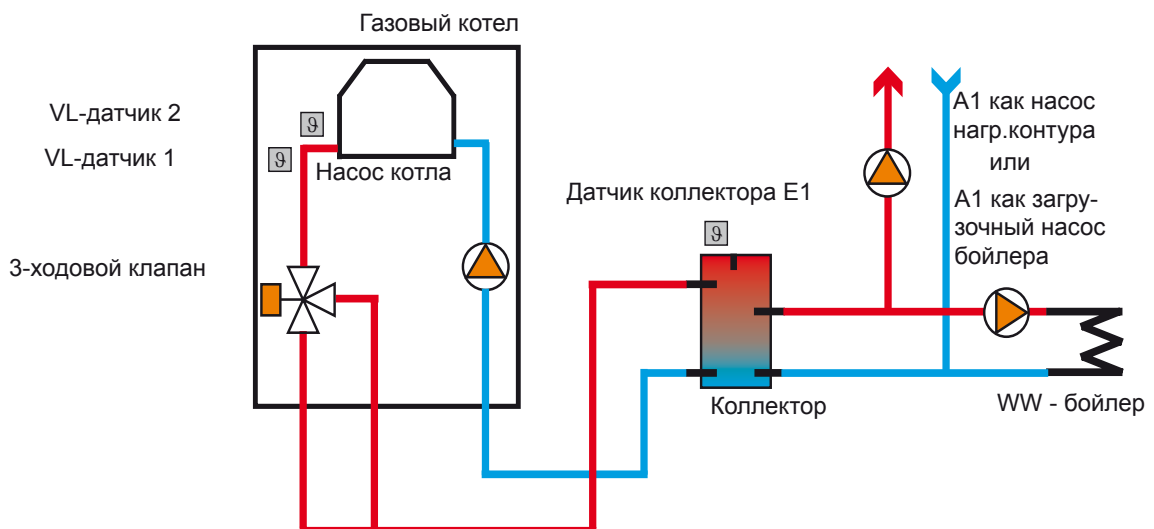 Газовый котел
VL-датчик 2
ϑ
VL-датчик 1
ϑ
Насос котла
3-ходовой клапан
Датчик коллектора E1
ϑ
A1 как насос
нагр.контура
или
A1 как загру-
зочный насос
бойлера
Коллектор
WW - бойлер